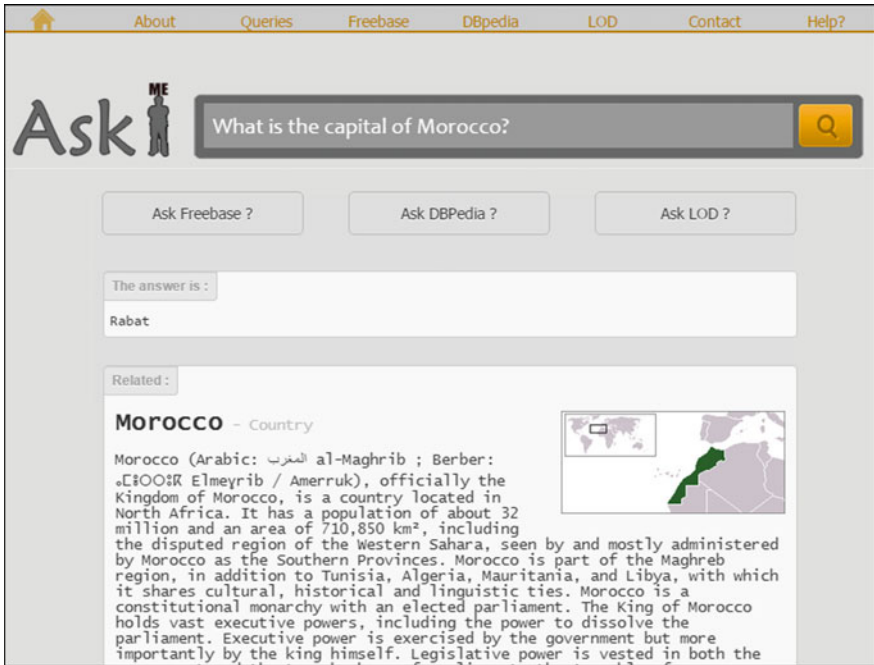 About Queries Freebase DBpedia LOD Contact Help?
Ask ME
What is the capital of Morocco?
Ask Freebase ? Ask DBPedia ? Ask LOD ?
The answer is :
Rabat
Related :
Morocco - Country
Morocco (Arabic: المغرب al-Maghrib ; Berber:
ⴰⵎⵕⵕⵓⴽ Elmeɣrib / Amerruk), officially the
Kingdom of Morocco, is a country located in
North Africa. It has a population of about 32
million and an area of 710,850 km², including
the disputed region of the Western Sahara, seen by and mostly administered
by Morocco as the Southern Provinces. Morocco is part of the Maghreb
region, in addition to Tunisia, Algeria, Mauritania, and Libya, with which
it shares cultural, historical and linguistic ties. Morocco is a
constitutional monarchy with an elected parliament. The King of Morocco
holds vast executive powers, including the power to dissolve the
parliament. Executive power is exercised by the government but more
importantly by the king himself. Legislative power is vested in both the